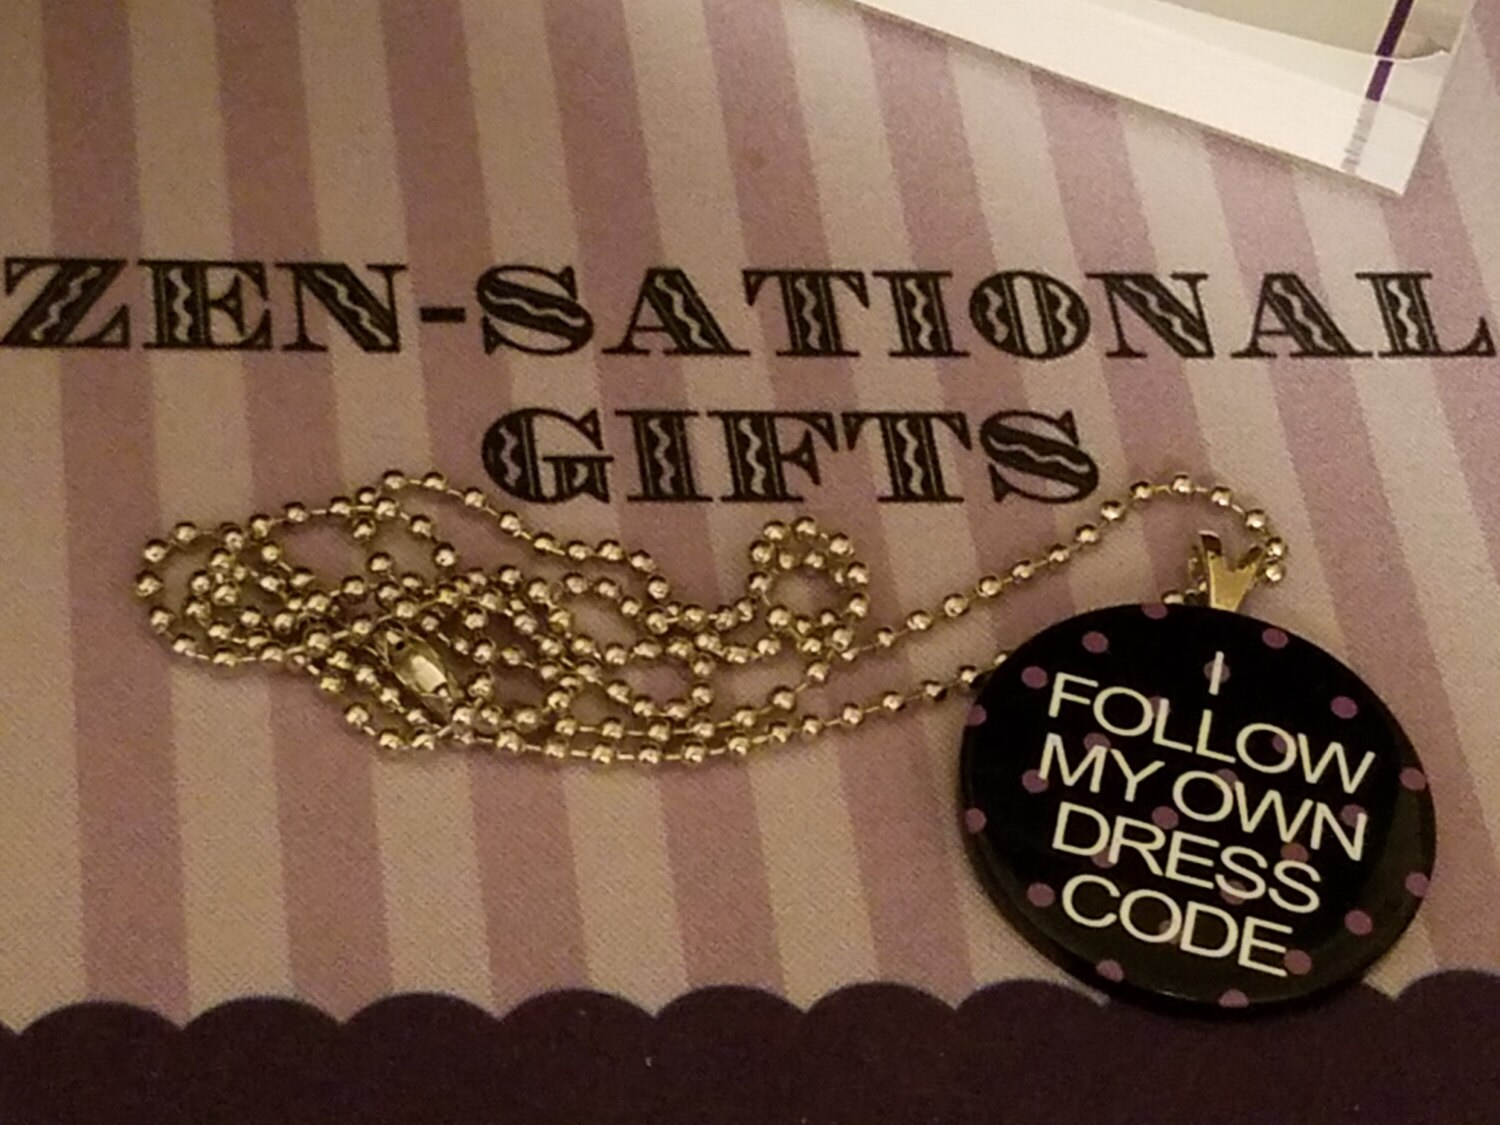 ZEN-SATIONAL
GIFTS
I
FOLLOW
MY OWN
DRESS
CODE